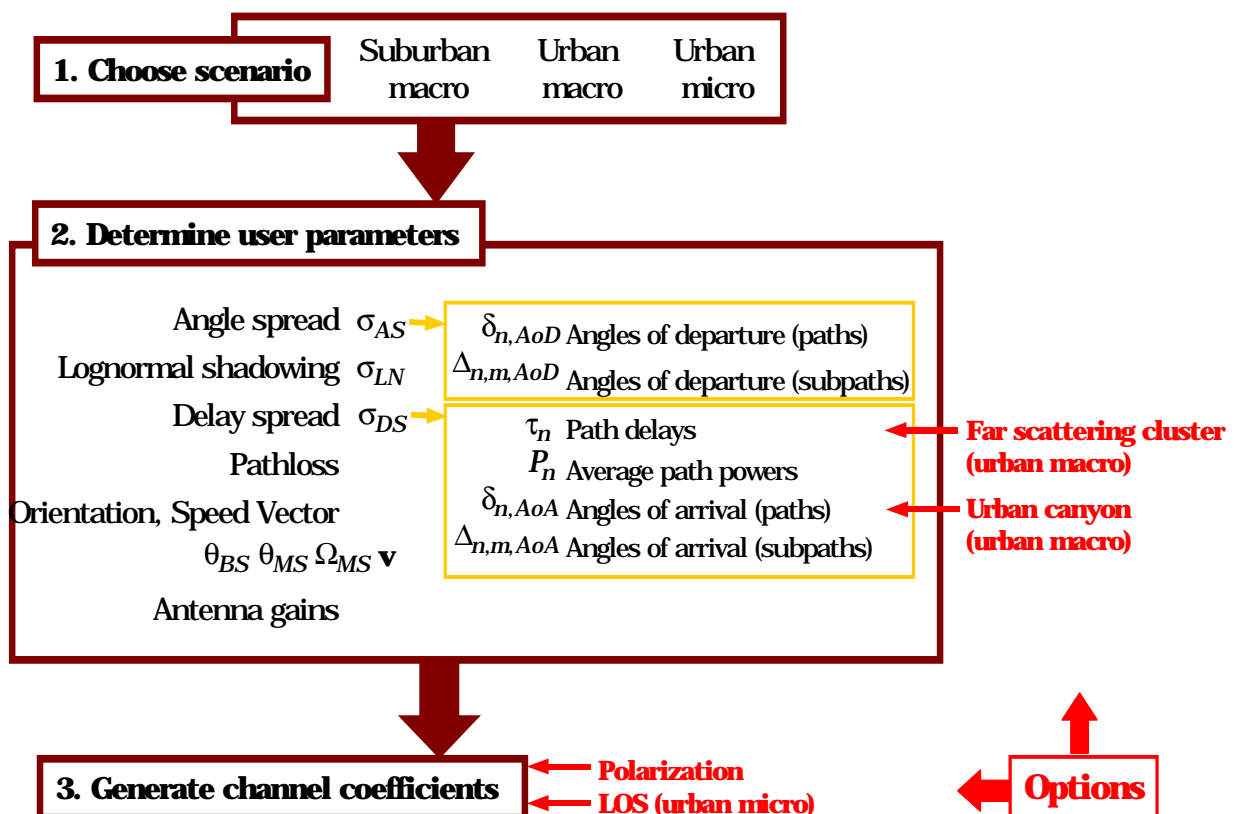 1. Choose scenario
Suburban macro
Urban macro
Urban micro
2. Determine user parameters
Angle spread σAS
Lognormal shadowing σLN
Delay spread σDS
Pathloss
Orientation, Speed Vector
θBS θMS ΩMS v
Antenna gains
δn,AoD Angles of departure (paths)
Δn,m,AoD Angles of departure (subpaths)
τn Path delays
Pn Average path powers
δn,AoA Angles of arrival (paths)
Δn,m,AoA Angles of arrival (subpaths)
Far scattering cluster
(urban macro)
Urban canyon
(urban macro)
3. Generate channel coefficients
Polarization
LOS (urban micro)
Options